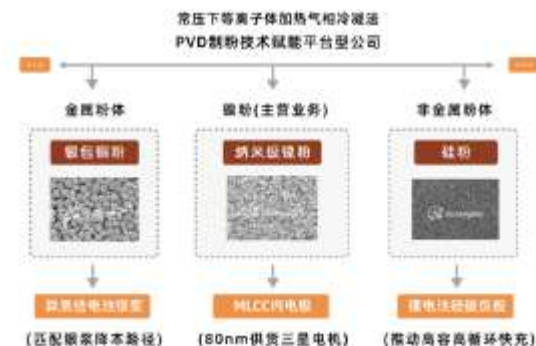 常压下等离子体加热气相冷凝法
PVD制粉技术赋能平台型公司
金属粉体
镍粉(主营业务)
非金属粉体
银包铜粉
纳米级镍粉
硅粉
异质结电池银浆
MLCC内电极
锂电池硅碳负极
(匹配银浆降本路径)
(80nm供货三星电机)
(推动高容高循环快充)